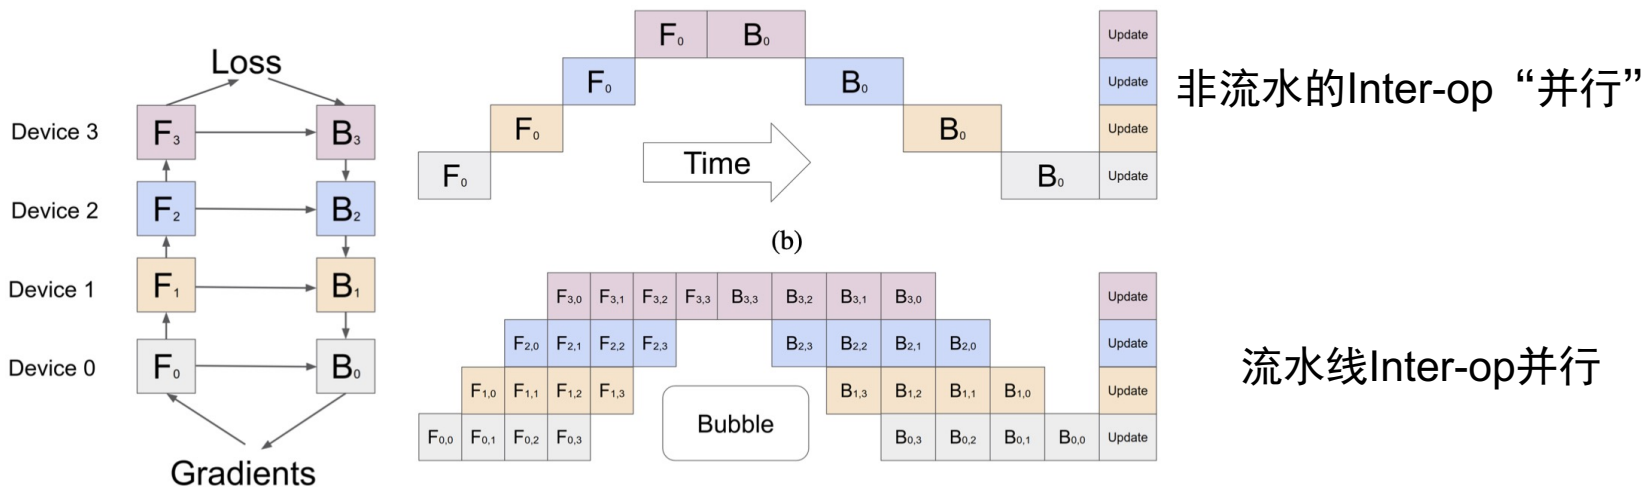 Loss
Device 3 F3 B3
Device 2 F2 B2
Device 1 F1 B1
Device 0 F0 B0
Gradients
F0 B0 Update
F0 B0 Update
F0 B0 Update
F0 B0 Update
Time
(b)
非流水的Inter-op“并行”
F3,0 F3,1 F3,2 F3,3 B3,3 B3,2 B3,1 B3,0 Update
F2,0 F2,1 F2,2 F2,3 B2,3 B2,2 B2,1 B2,0 Update
F1,0 F1,1 F1,2 F1,3 B1,3 B1,2 B1,1 B1,0 Update
F0,0 F0,1 F0,2 F0,3 B0,3 B0,2 B0,1 B0,0 Update
Bubble
流水线Inter-op并行